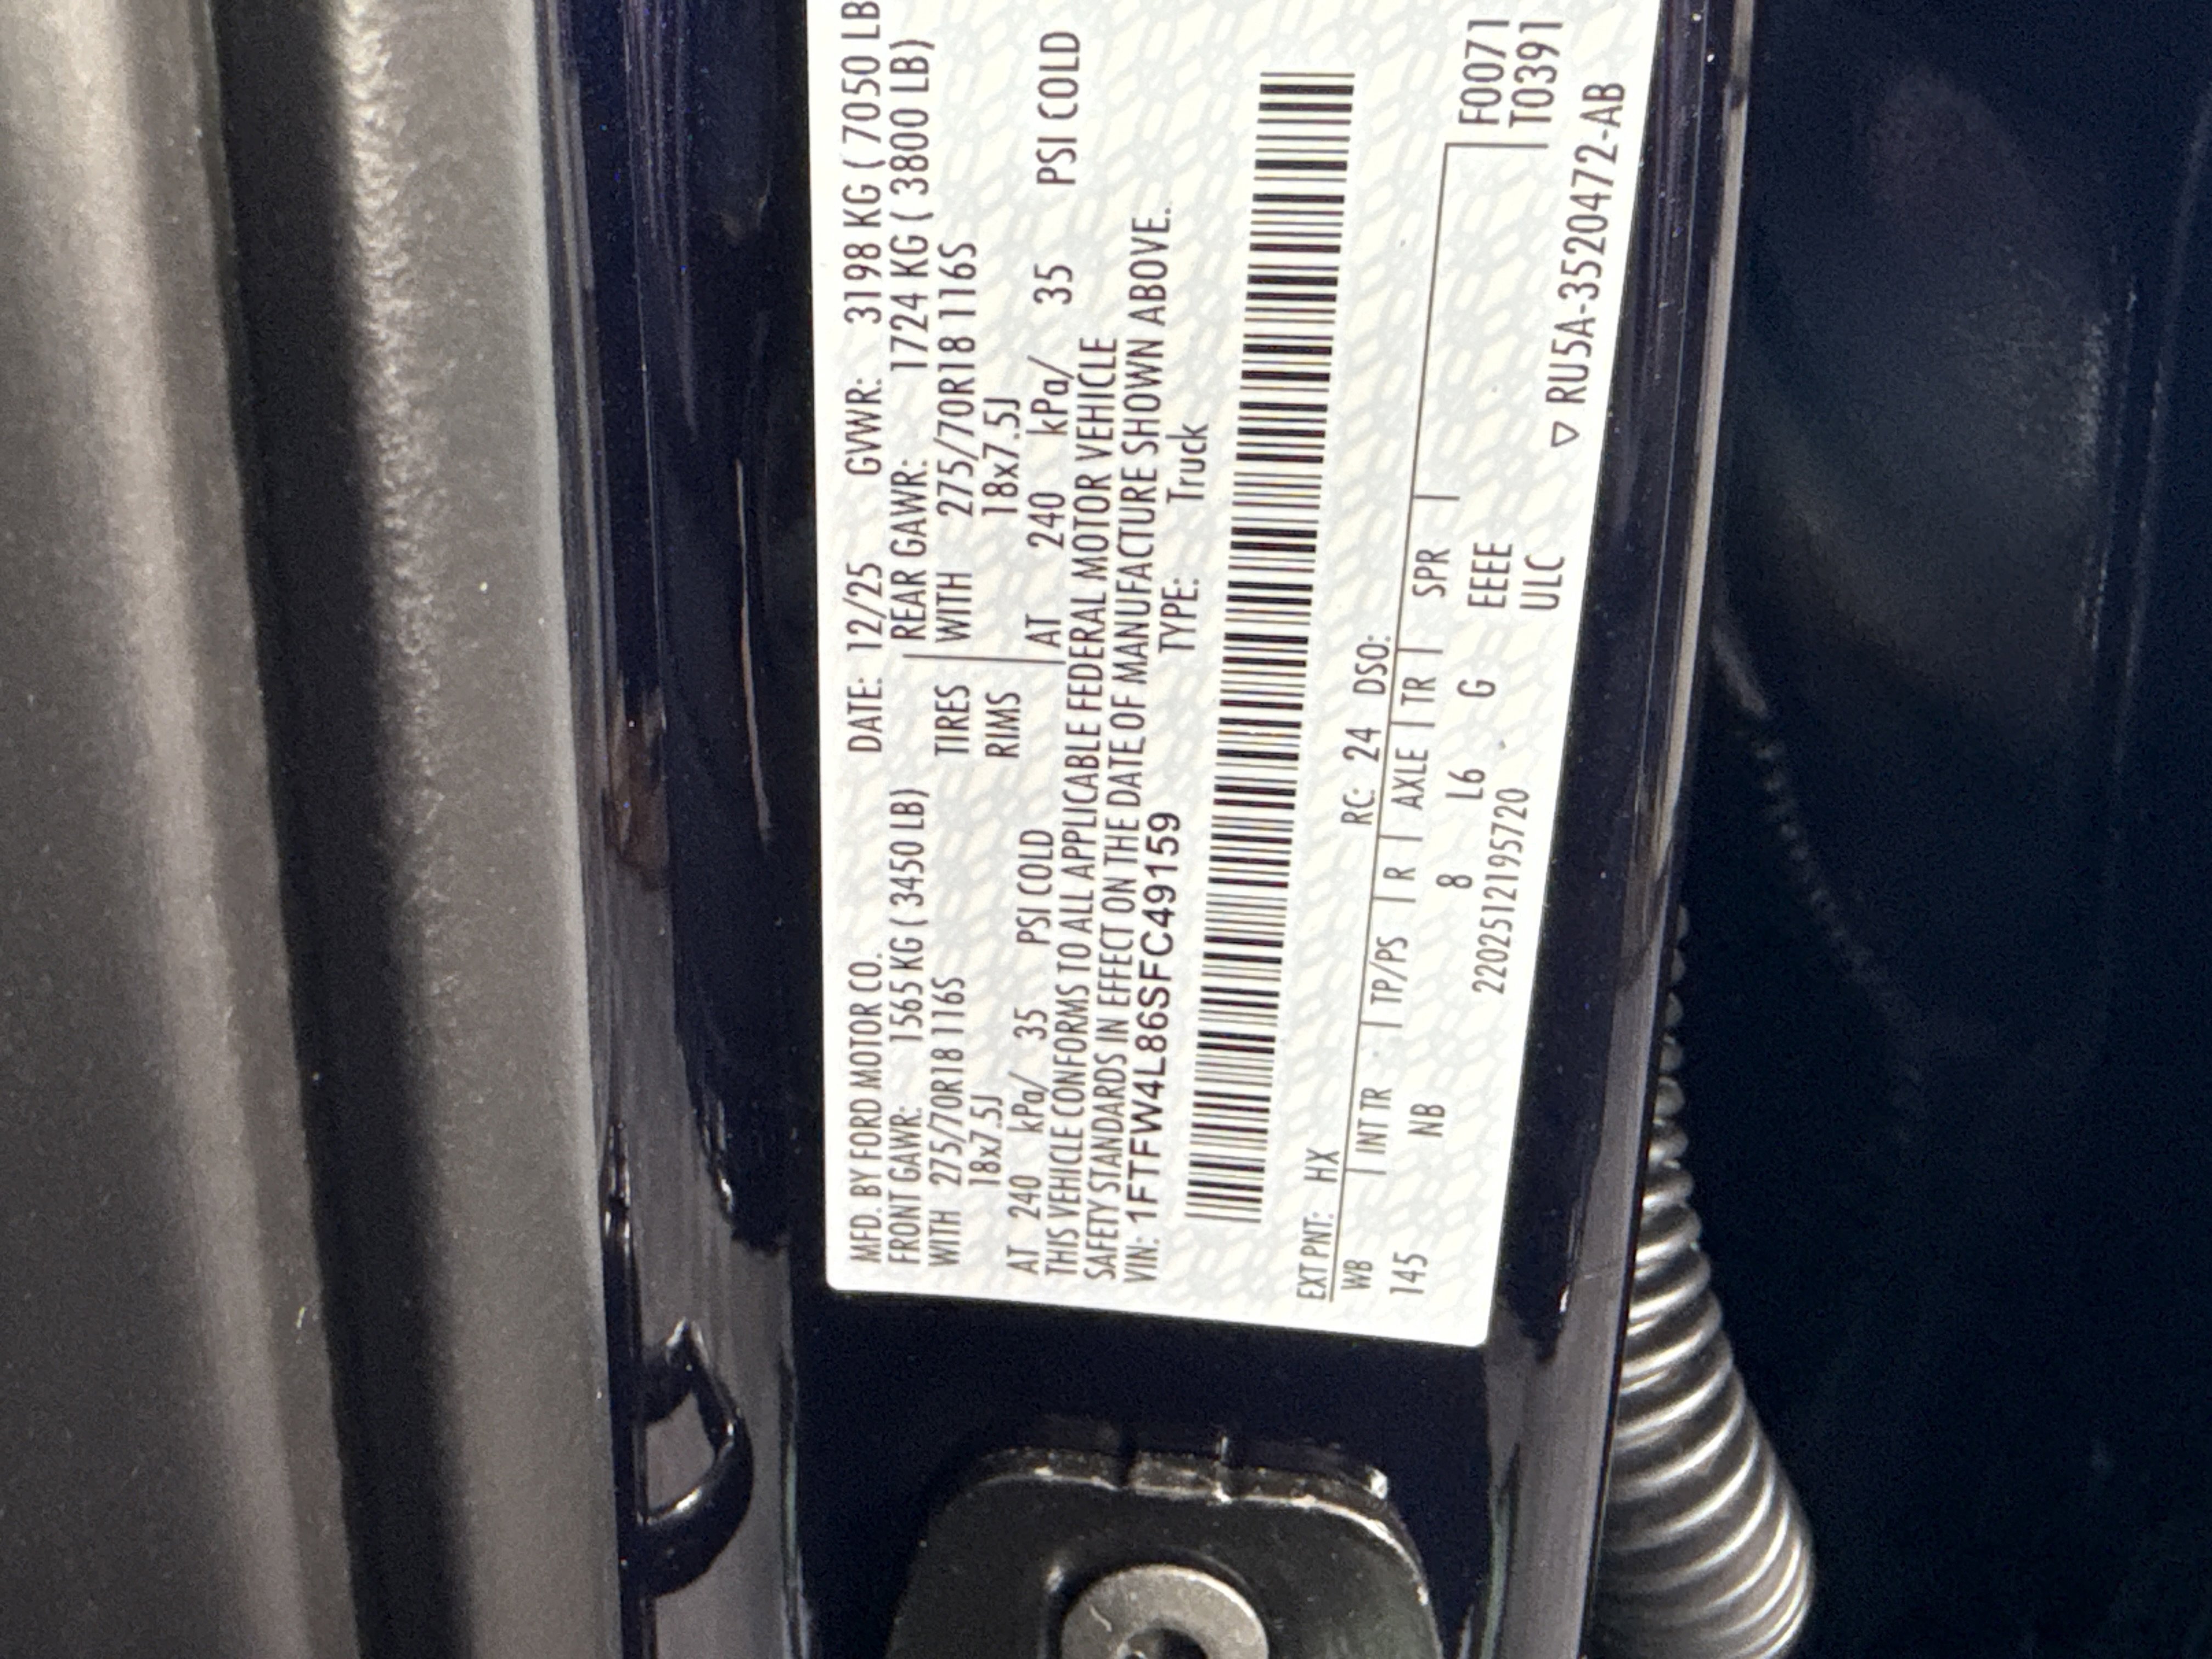 MFD. BY FORD MOTOR CO. DATE: 12/25 GVWR: 3198 KG ( 7050 LB
FRONT GAWR: 1565 KG ( 3450 LB) REAR GAWR: 1724 KG ( 3800 LB)
WITH 275/70R18 116S TIRES WITH 275/70R18 116S
18x7.5J RIMS 18x7.5J
AT 240 kPa/ 35 PSI COLD AT 240 kPa/ 35 PSI COLD
THIS VEHICLE CONFORMS TO ALL APPLICABLE FEDERAL MOTOR VEHICLE
SAFETY STANDARDS IN EFFECT ON THE DATE OF MANUFACTURE SHOWN ABOVE.
VIN: 1FTFW4L86SFC49159 TYPE: Truck
EXT PNT: HX RC: 24 DSO:
WB INT TR TP/PS R AXLE TR SPR F0071
145 NB 8 L6 G EEEE T0391
2202512195720 ULC ▽ RU5A-3520472-AB